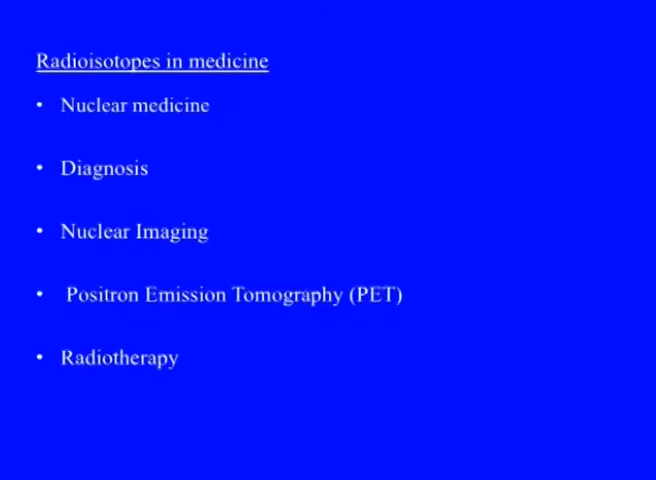 Radioisotopes in medicine
• Nuclear medicine
• Diagnosis
• Nuclear Imaging
• Positron Emission Tomography (PET)
• Radiotherapy